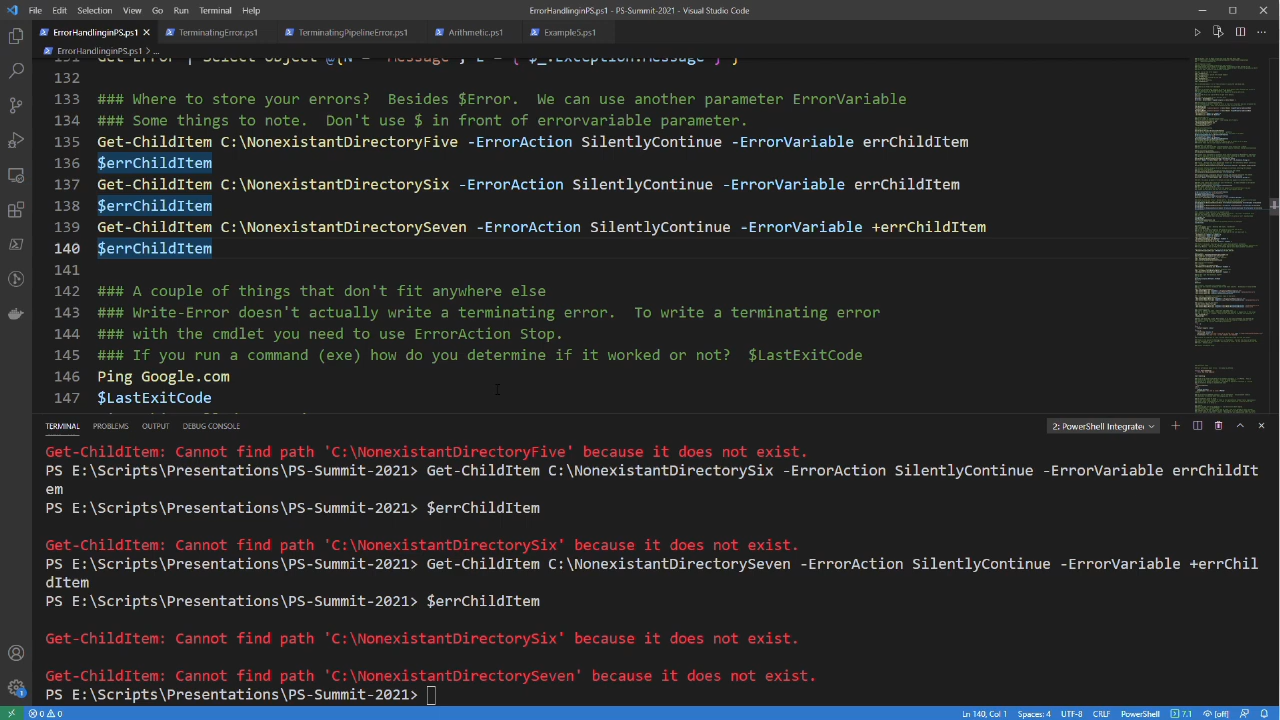 File Edit Selection View Go Run Terminal Help
ErrorHandlinginPS.ps1 - PS-Summit-2021 - Visual Studio Code
ErrorHandlinginPS.ps1 TerminatingError.ps1 TerminatingPipelineError.ps1 Arithmetic.ps1 Example5.ps1
ErrorHandlinginPS.ps1 > ...
132
133 ### Where to store your error? Besides $Error. We can use another parameter ErrorVariable
134 ### Some things to note. Don't use $ in front of errorvariable parameter.
135 Get-ChildItem C:\NonexistantDirectoryFive -ErrorAction SilentlyContinue -ErrorVariable errChildItem
136 $errChildItem
137 Get-ChildItem C:\NonexistantDirectorySix -ErrorAction SilentlyContinue -ErrorVariable errChildItem
138 $errChildItem
139 Get-ChildItem C:\NonexistantDirectorySeven -ErrorAction SilentlyContinue -ErrorVariable +errChildItem
140 $errChildItem
141
142 ### A couple of things that don't fit anywhere else
143 ### Write-Error doesn't actually write a terminating error. To write a terminating error
144 ### with the cmdlet you need to use ErrorAction Stop.
145 ### If you run a command (exe) how do you determine if it worked or not? $LastExitCode
146 Ping Google.com
147 $LastExitCode
TERMINAL PROBLEMS OUTPUT DEBUG CONSOLE
2: PowerShell Integrated
Get-ChildItem: Cannot find path 'C:\NonexistantDirectoryFive' because it does not exist.
PS E:\Scripts\Presentations\PS-Summit-2021> Get-ChildItem C:\NonexistantDirectorySix -ErrorAction SilentlyContinue -ErrorVariable errChildIt
em
PS E:\Scripts\Presentations\PS-Summit-2021> $errChildItem
Get-ChildItem: Cannot find path 'C:\NonexistantDirectorySix' because it does not exist.
PS E:\Scripts\Presentations\PS-Summit-2021> Get-ChildItem C:\NonexistantDirectorySeven -ErrorAction SilentlyContinue -ErrorVariable +errChil
dItem
PS E:\Scripts\Presentations\PS-Summit-2021> $errChildItem
Get-ChildItem: Cannot find path 'C:\NonexistantDirectorySix' because it does not exist.
Get-ChildItem: Cannot find path 'C:\NonexistantDirectorySeven' because it does not exist.
PS E:\Scripts\Presentations\PS-Summit-2021>
0 0 Ln 140, Col 1 Spaces: 4 UTF-8 CRLF PowerShell 7.1 [off]